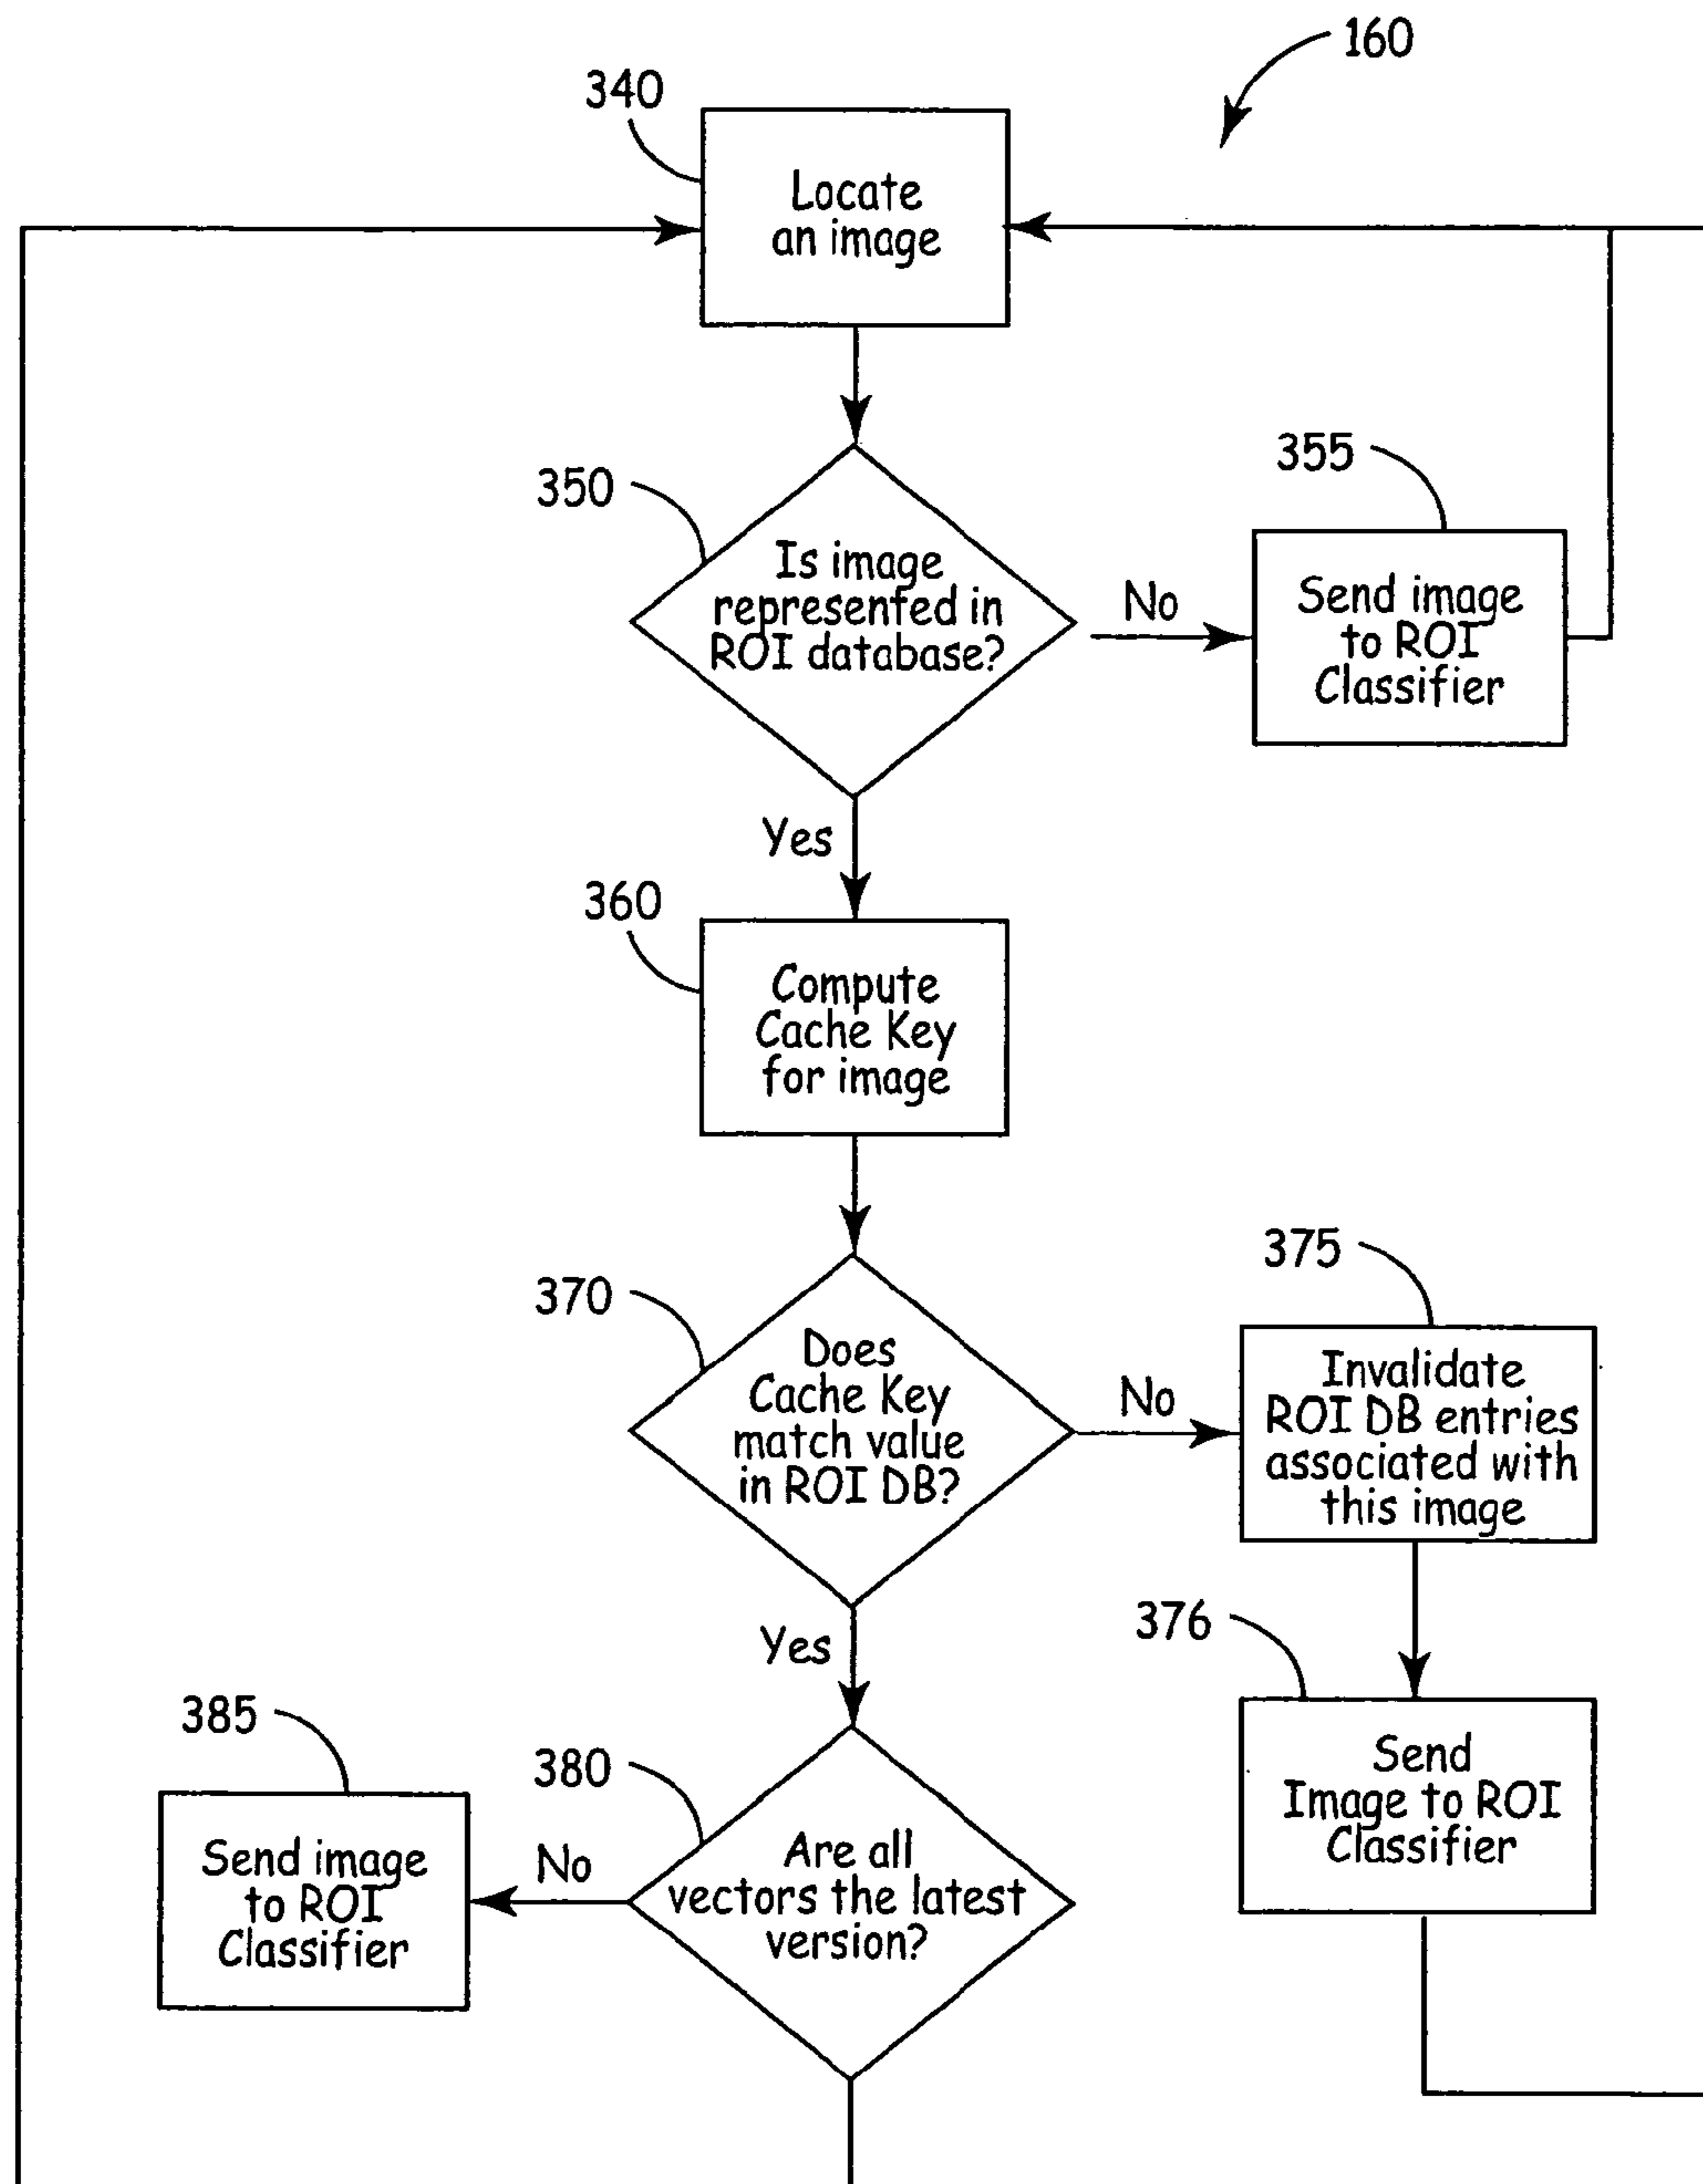 160
340
Locate
an image
350
Is image
represented in
ROI database?
No
355
Send image
to ROI
Classifier
Yes
360
Compute
Cache Key
for image
370
Does
Cache Key
match value
in ROI DB?
No
375
Invalidate
ROI DB entries
associated with
this image
376
Send
Image to ROI
Classifier
Yes
380
Are all
vectors the latest
version?
No
385
Send image
to ROI
Classifier